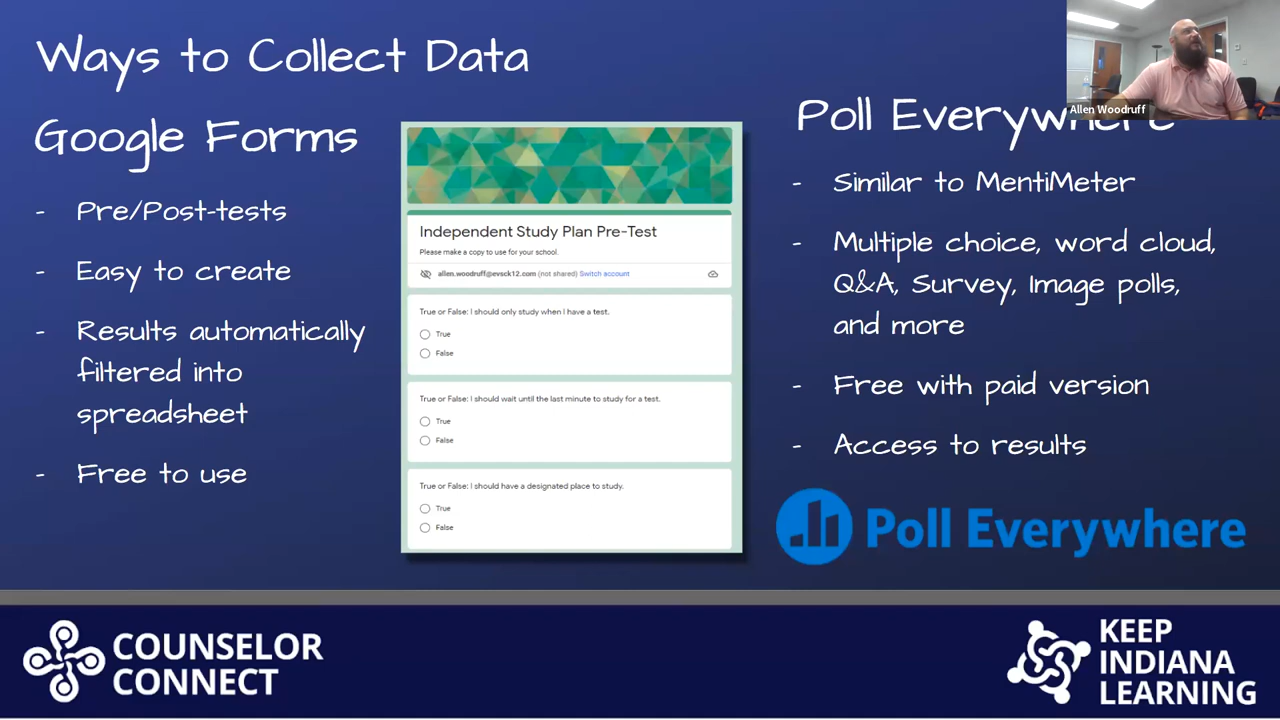 Ways to Collect Data
Google Forms
- Pre/Post-tests
- Easy to create
- Results automatically
filtered into
spreadsheet
- Free to use
Independent Study Plan Pre-Test
Please make a copy to use for your school.
allen.woodruff@evsck12.com (not shared) Switch account
True or False: I should only study when I have a test.
True
False
True or False: I should wait until the last minute to study for a test.
True
False
True or False: I should have a designated place to study.
True
False
Allen Woodruff
Poll Everywhere
- Similar to MentiMeter
- Multiple choice, word cloud,
Q&A, Survey, Image polls,
and more
- Free with paid version
- Access to results
Poll Everywhere
COUNSELOR
CONNECT
KEEP
INDIANA
LEARNING